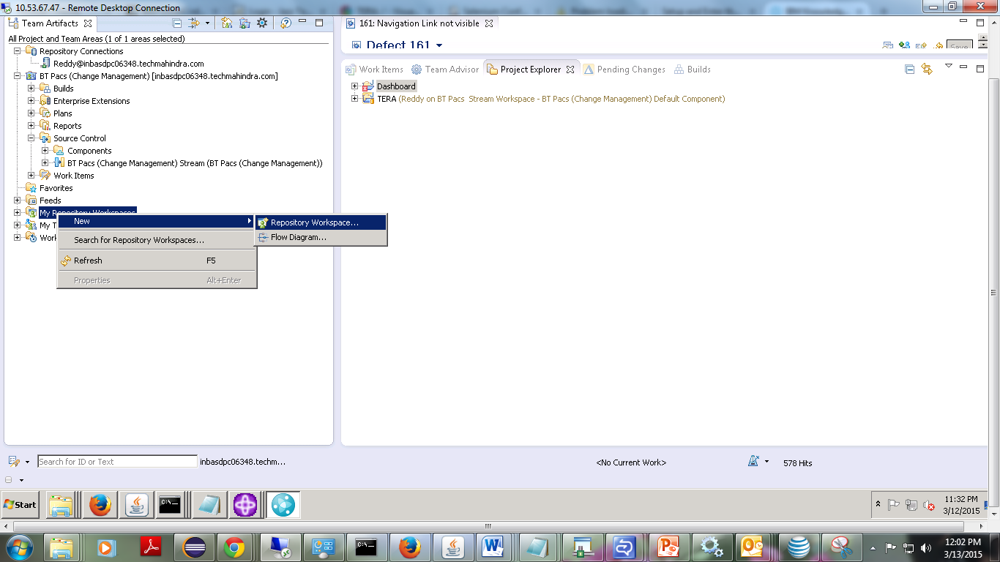 10.53.67.47 - Remote Desktop Connection
Team Artifacts
All Project and Team Areas (1 of 1 areas selected)
Repository Connections
Reddy@inbasdpc06348.techmahindra.com
BT Pacs (Change Management) [inbasdpc06348.techmahindra.com]
Builds
Enterprise Extensions
Plans
Reports
Source Control
Components
BT Pacs (Change Management) Stream (BT Pacs (Change Management))
Work Items
Favorites
Feeds
My Repository Workspaces
My T
Work
New
Search for Repository Workspaces...
Refresh F5
Properties Alt+Enter
Repository Workspace...
Flow Diagram...
161: Navigation Link not visible
Defect 161
Save
Work Items Team Advisor Project Explorer Pending Changes Builds
Dashboard
TERA (Reddy on BT Pacs Stream Workspace - BT Pacs (Change Management) Default Component)
Search for ID or Text inbasdpc06348.techm... <No Current Work> 578 Hits
Start
11:32 PM
3/12/2015
12:02 PM
3/13/2015